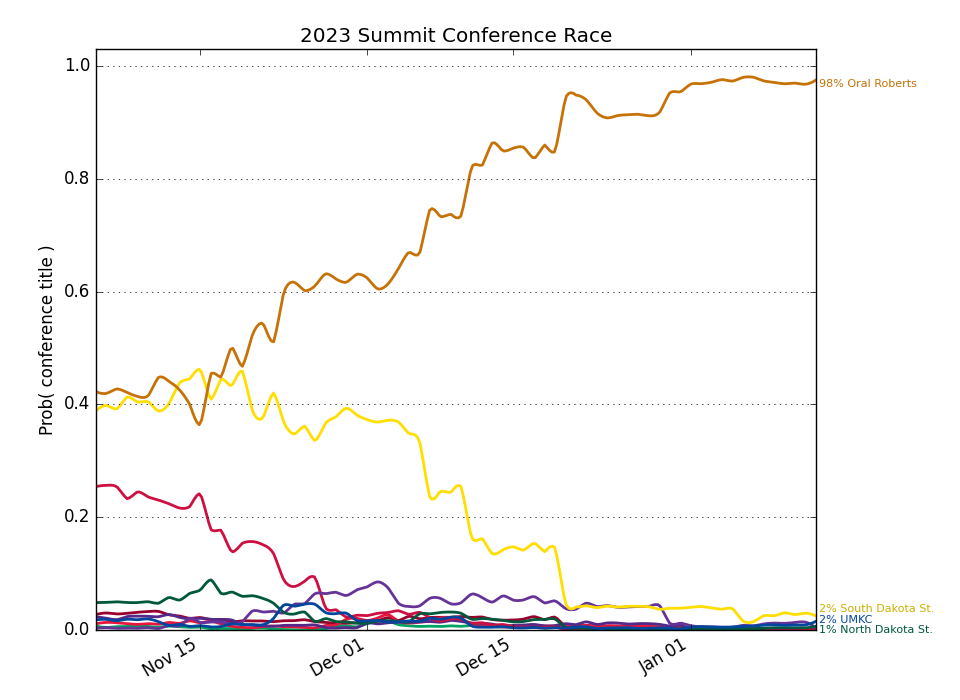 2023 Summit Conference Race
Prob( conference title )
1.0
0.8
0.6
0.4
0.2
0.0
Nov 15
Dec 01
Dec 15
Jan 01
98% Oral Roberts
2% South Dakota St.
2% UMKC
1% North Dakota St.